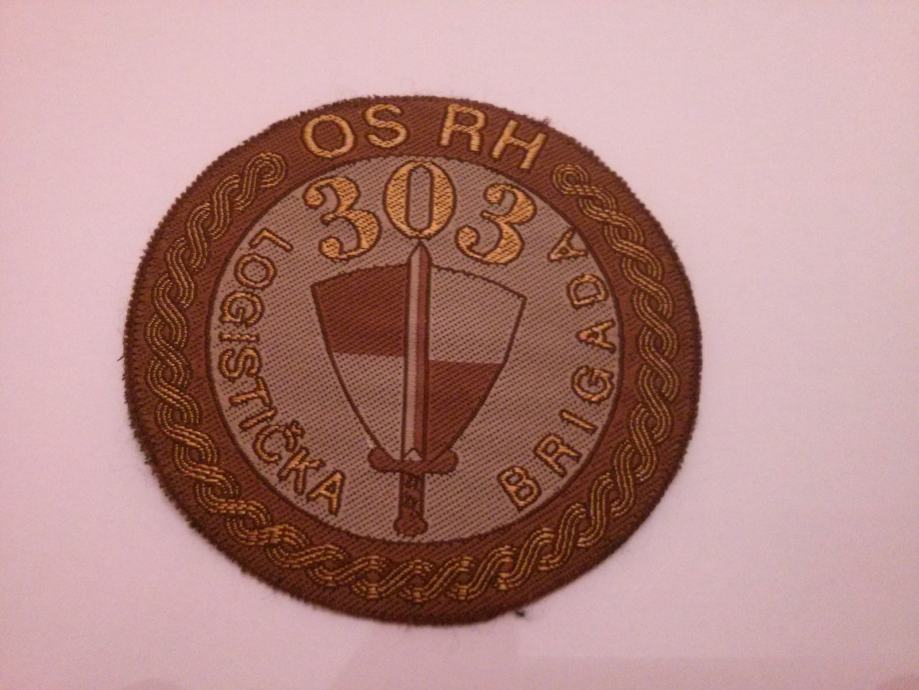 OS RH
303
LOGISTIČKA
BRIGADA